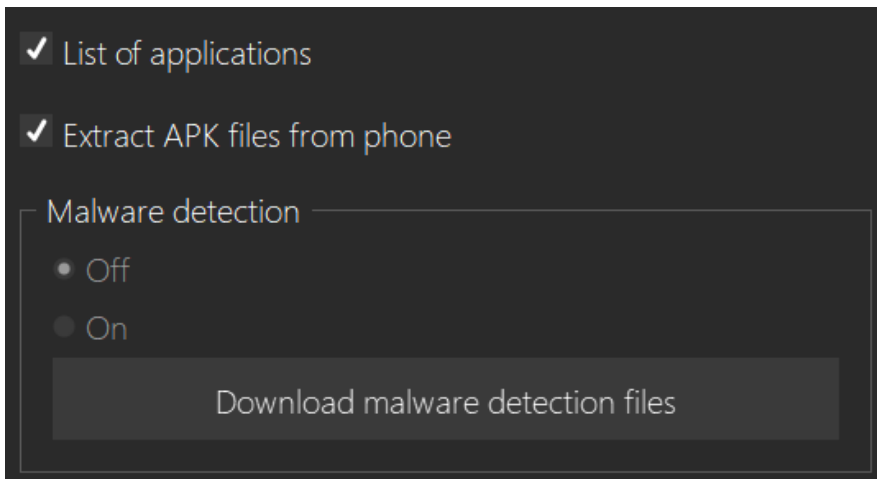 List of applications
Extract APK files from phone
Malware detection
Off
On
Download malware detection files